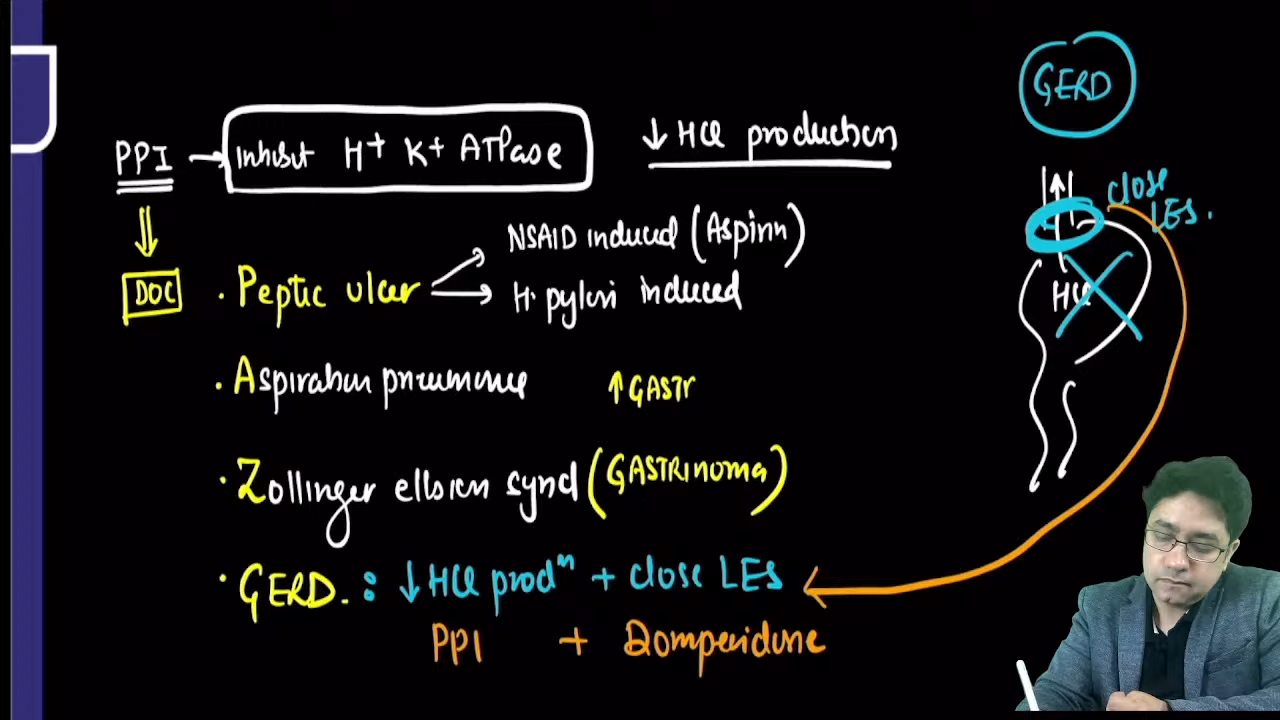 GERD
PPI → Inhibit H+ K+ ATPase
↓ HCl production
close
LES.
NSAID induced (Aspirin)
DOC
· Peptic ulcer
H· pylori induced
HCl
· Aspiration pneumonia
↑ GASTR
· Zollinger ellison synd (GASTRINOMA)
· GERD. : ↓ HCl prodⁿ + close LES
PPI + Domperidone